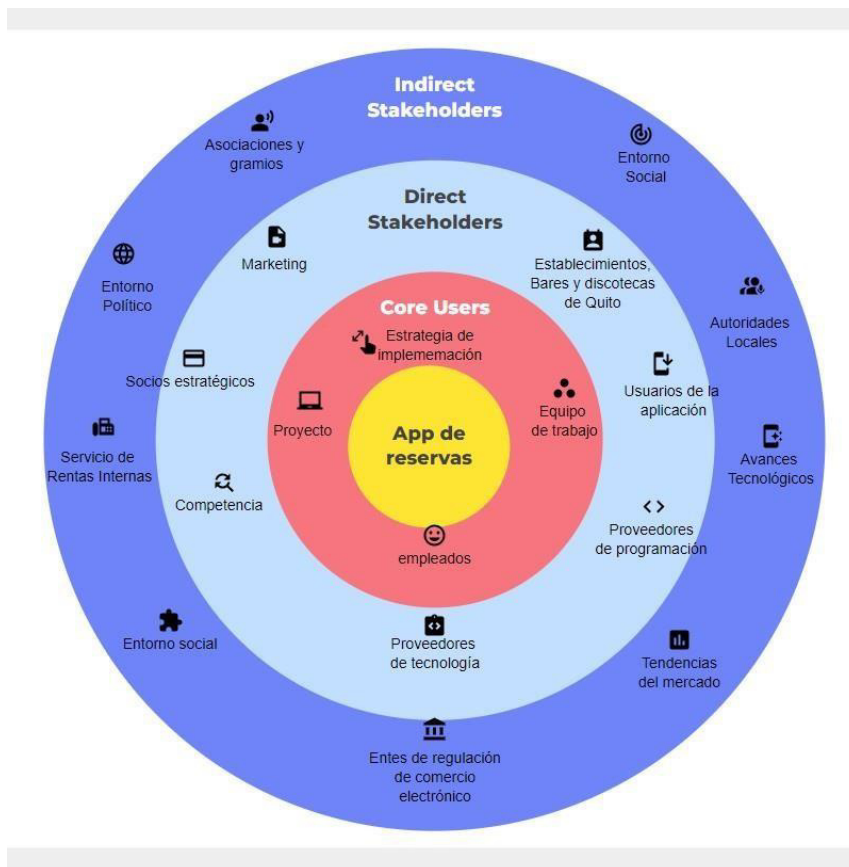 Indirect
Stakeholders
Asociaciones y
gramios
Entorno
Social
Direct
Stakeholders
Marketing
Establecimientos,
Bares y discotecas
de Quito
Entorno
Político
Autoridades
Locales
Core Users
Estrategia de
implememación
Socios estratégicos
Usuarios de la
aplicación
Proyecto
Equipo
de trabajo
App de
reservas
Servicio de
Rentas Internas
Avances
Tecnológicos
Competencia
Proveedores
de programación
empleados
Entorno social
Proveedores
de tecnología
Tendencias
del mercado
Entes de regulación
de comercio
electrónico